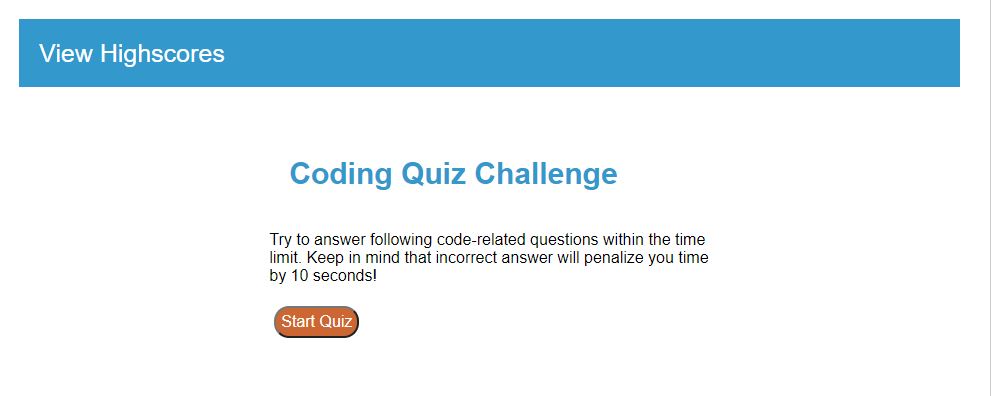 View Highscores
Coding Quiz Challenge
Try to answer following code-related questions within the time
limit. Keep in mind that incorrect answer will penalize you time
by 10 seconds!
Start Quiz